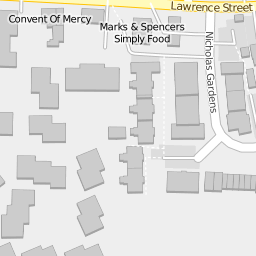 Lawrence Street
Convent Of Mercy
Marks & Spencers
Simply Food
Nicholas Gardens